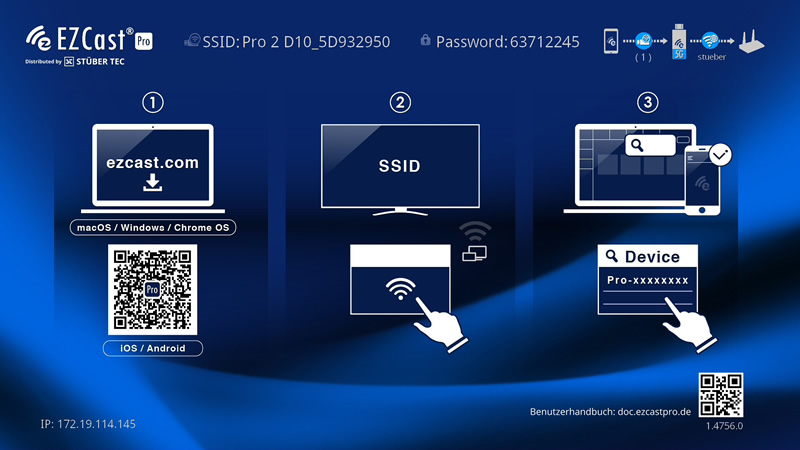 EZCast® Pro
Distributed by STÜBER TEC
SSID: Pro 2 D10_5D932950
Password: 63712245
(1)
5G
stueber
1
2
3
ezcast.com
SSID
macOS / Windows / Chrome OS
Pro
iOS / Android
Device
Pro-xxxxxxxx
Benutzerhandbuch: doc.ezcastpro.de
IP: 172.19.114.145
1.4756.0